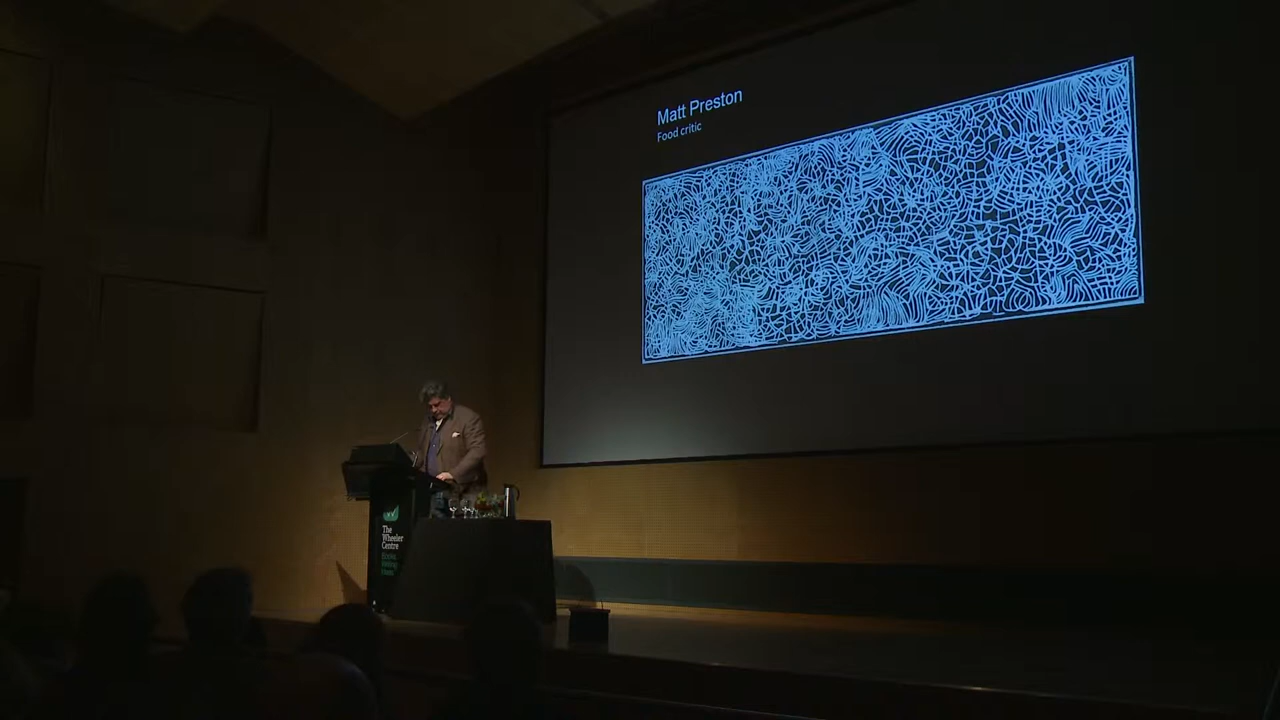 Matt Preston
Food critic
The
Wheeler
Centre